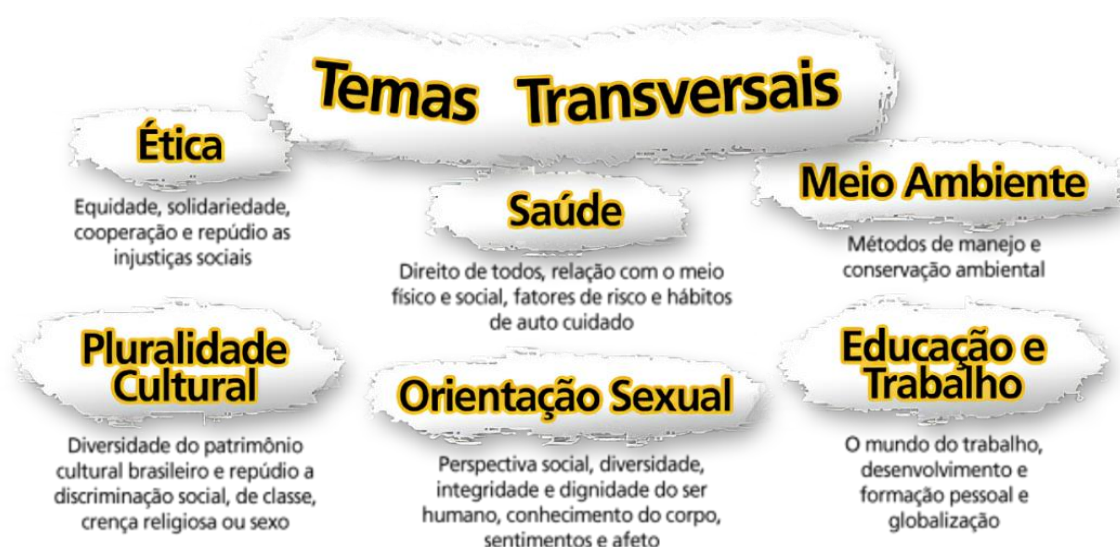 Temas Transversais
Ética
Equidade, solidariedade,
cooperação e repúdio as
injustiças sociais
Saúde
Direito de todos, relação com o meio
físico e social, fatores de risco e hábitos
de auto cuidado
Meio Ambiente
Métodos de manejo e
conservação ambiental
Pluralidade
Cultural
Diversidade do patrimônio
cultural brasileiro e repúdio a
discriminação social, de classe,
crença religiosa ou sexo
Orientação Sexual
Perspectiva social, diversidade,
integridade e dignidade do ser
humano, conhecimento do corpo,
sentimentos e afeto
Educação e
Trabalho
O mundo do trabalho,
desenvolvimento e
formação pessoal e
globalização